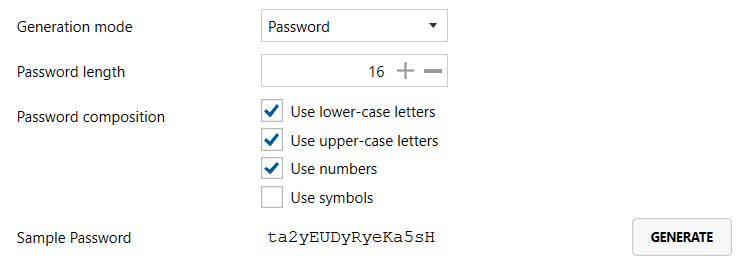 Generation mode Password
Password length 16
Password composition Use lower-case letters
Use upper-case letters
Use numbers
Use symbols
Sample Password ta2yEUDyRyeKa5sH GENERATE